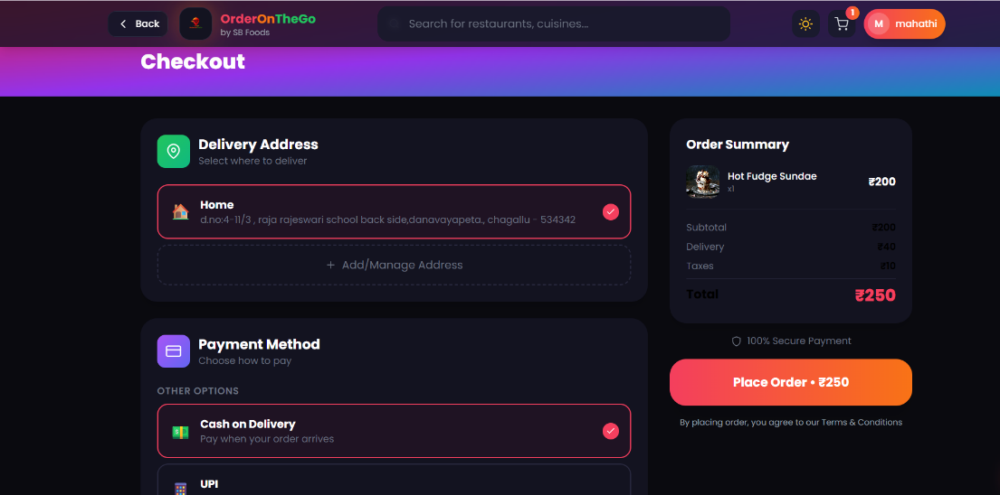 Back
OrderOnTheGo
by SB Foods
Search for restaurants, cuisines...
1
M
mahathi
Checkout
Delivery Address
Select where to deliver
Home
d.no:4-11/3 , raja rajeswari school back side,danavayapeta., chagallu - 534342
+ Add/Manage Address
Payment Method
Choose how to pay
OTHER OPTIONS
Cash on Delivery
Pay when your order arrives
UPI
Order Summary
Hot Fudge Sundae ₹200
x1
Subtotal ₹200
Delivery ₹40
Taxes ₹10
Total ₹250
100% Secure Payment
Place Order • ₹250
By placing order, you agree to our Terms & Conditions